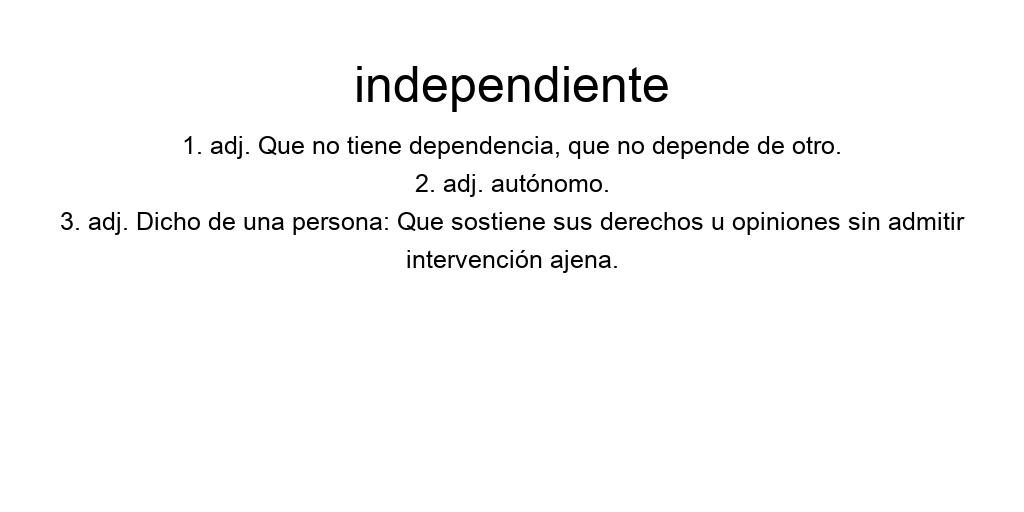 independiente
1. adj. Que no tiene dependencia, que no depende de otro.
2. adj. autónomo.
3. adj. Dicho de una persona: Que sostiene sus derechos u opiniones sin admitir
intervención ajena.